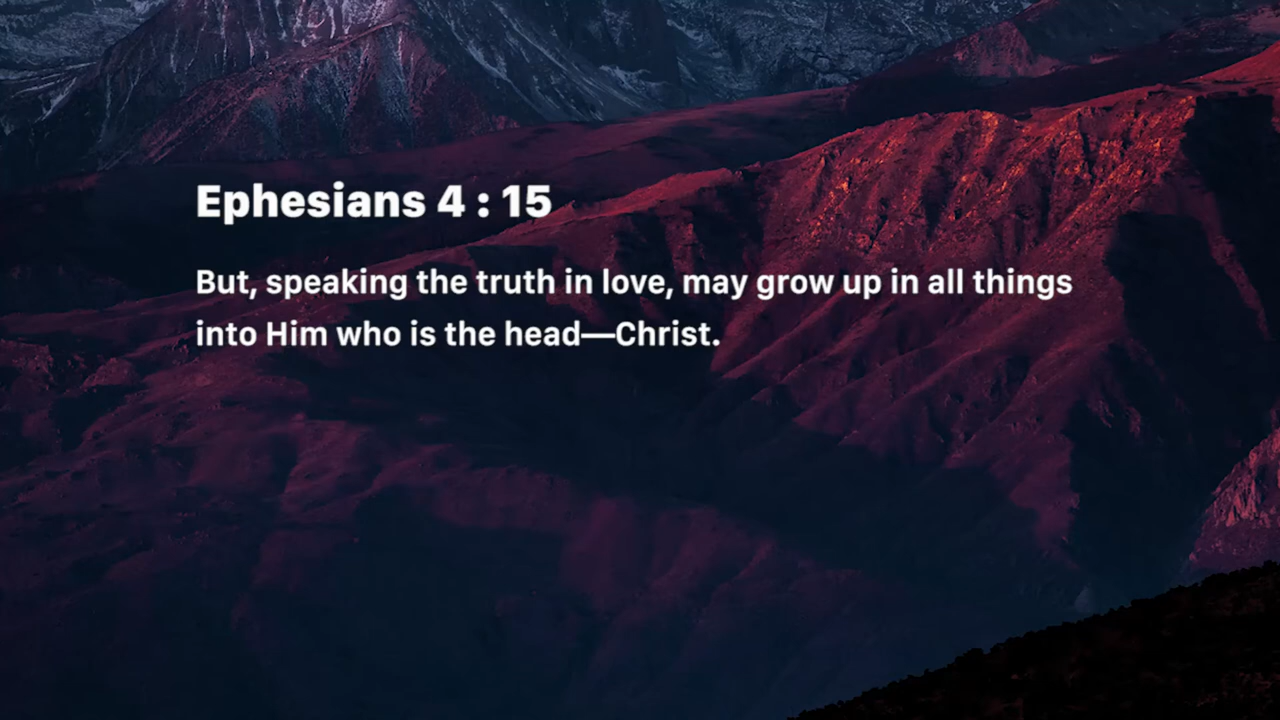 Ephesians 4 : 15
But, speaking the truth in love, may grow up in all things
into Him who is the head—Christ.